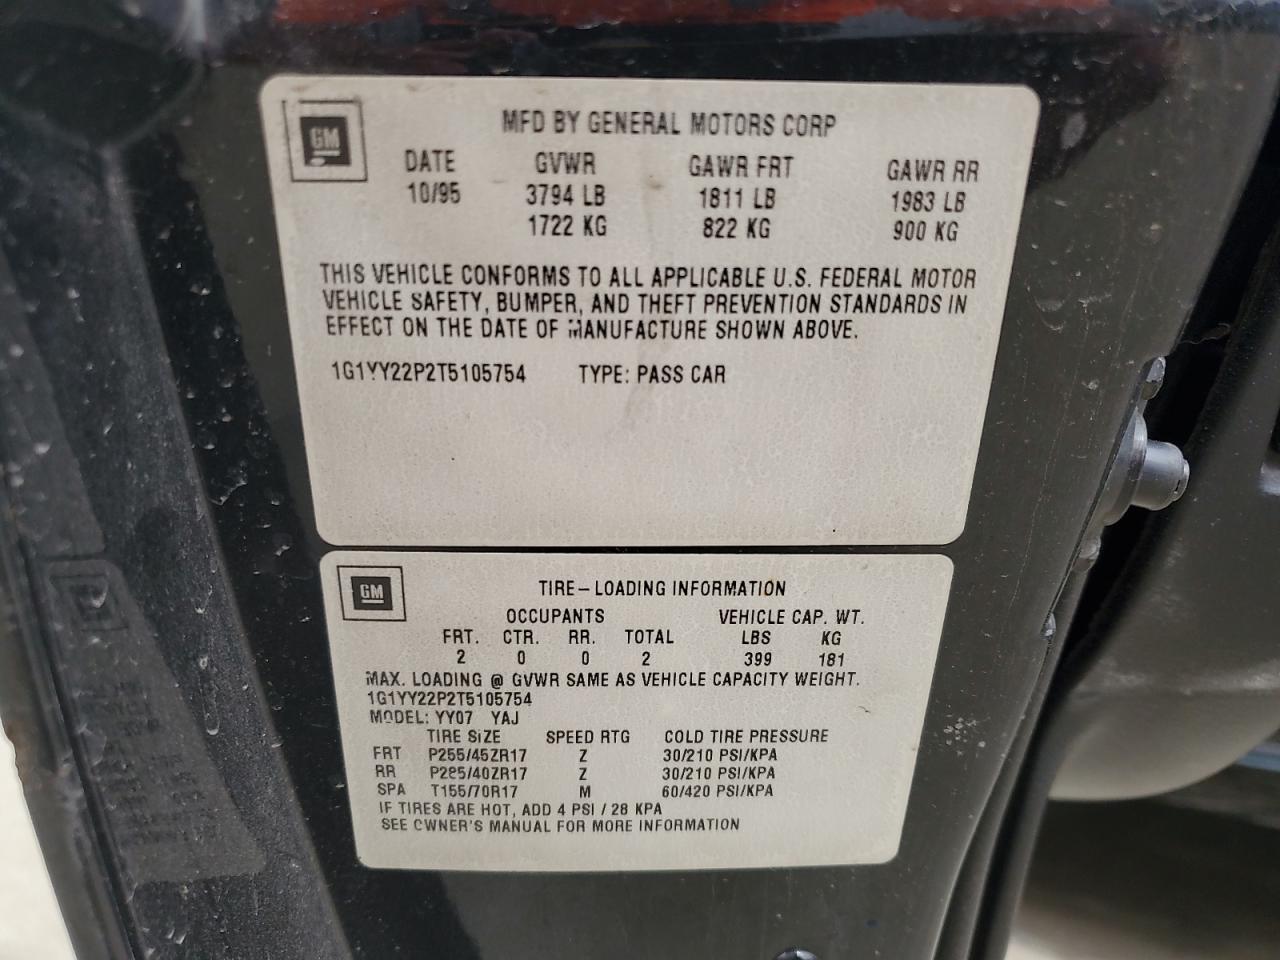 GM
MFD BY GENERAL MOTORS CORP
DATE GVWR GAWR FRT GAWR RR
10/95 3794 LB 1811 LB 1983 LB
1722 KG 822 KG 900 KG
THIS VEHICLE CONFORMS TO ALL APPLICABLE U.S. FEDERAL MOTOR
VEHICLE SAFETY, BUMPER, AND THEFT PREVENTION STANDARDS IN
EFFECT ON THE DATE OF MANUFACTURE SHOWN ABOVE.
1G1YY22P2T5105754 TYPE: PASS CAR
GM
TIRE-LOADING INFORMATION
OCCUPANTS VEHICLE CAP. WT.
FRT. CTR. RR. TOTAL LBS KG
2 0 0 2 399 181
MAX. LOADING @ GVWR SAME AS VEHICLE CAPACITY WEIGHT.
1G1YY22P2T5105754
MODEL: YY07 YAJ
TIRE SIZE SPEED RTG COLD TIRE PRESSURE
FRT P255/45ZR17 Z 30/210 PSI/KPA
RR P285/40ZR17 Z 30/210 PSI/KPA
SPA T155/70R17 M 60/420 PSI/KPA
IF TIRES ARE HOT, ADD 4 PSI / 28 KPA
SEE OWNER'S MANUAL FOR MORE INFORMATION